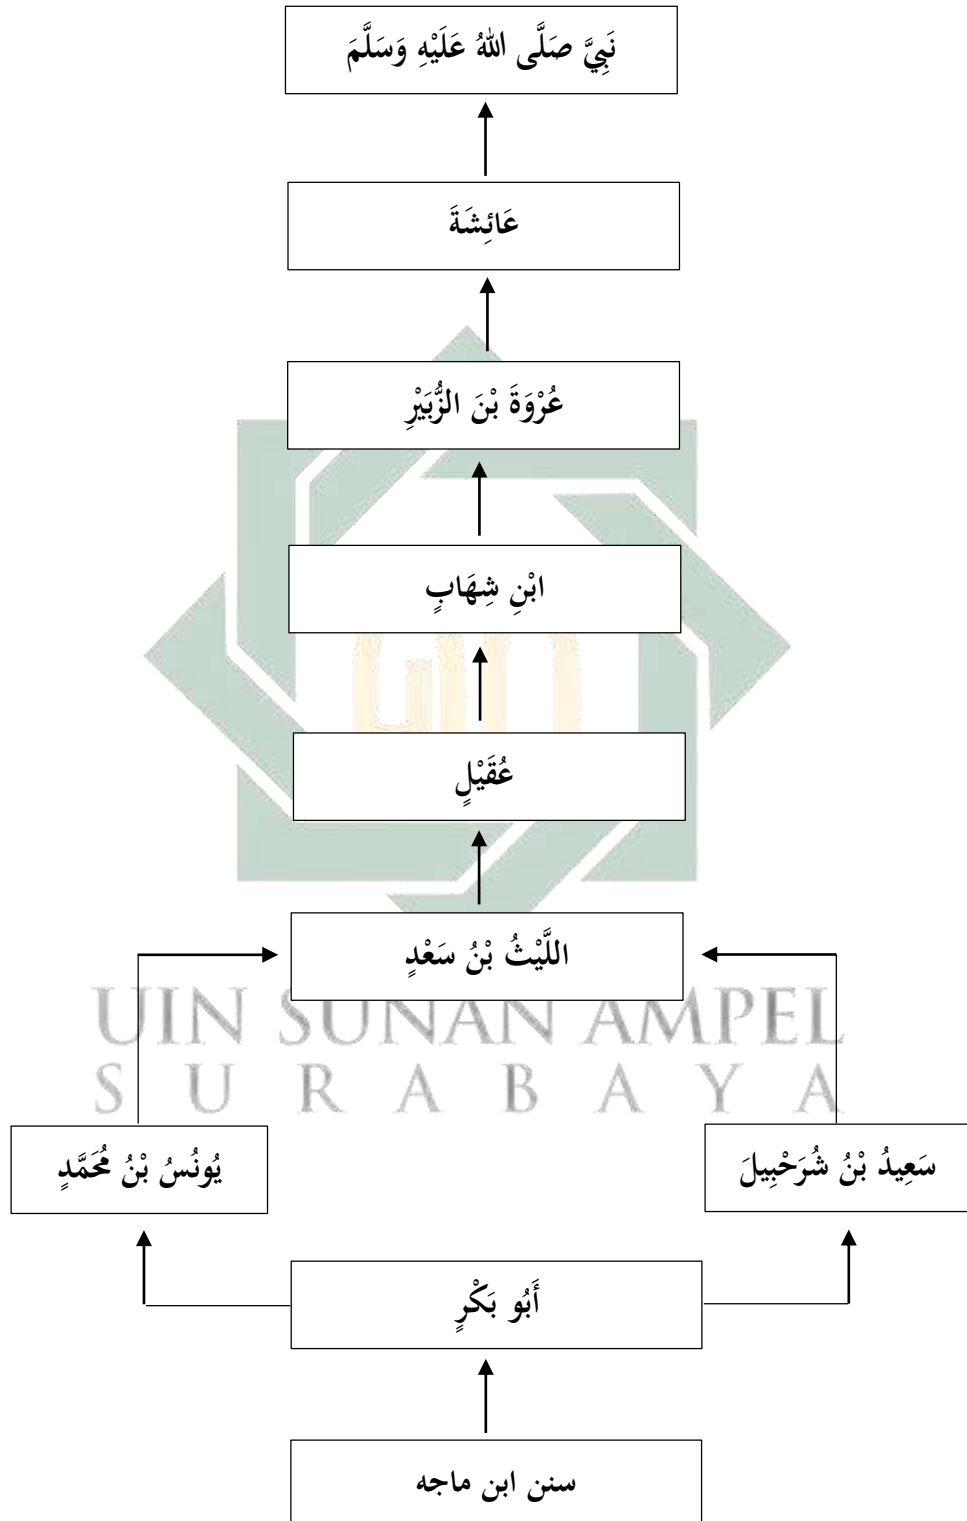 نَبِيَّ صَلَّى اللهُ عَلَيْهِ وَسَلَّمَ
عَائِشَةَ
عُرْوَةَ بْنَ الزُّبَيْرِ
ابْنِ شِهَابٍ
عُقَيْلٍ
اللَّيْثُ بْنُ سَعْدٍ
UIN SUNAN AMPEL
S U R A B A Y A
سَعِيدُ بْنُ شُرَحْبِيلَ
يُونُسُ بْنُ مُحَمَّدٍ
أَبُو بَكْرٍ
سنن ابن ماجه